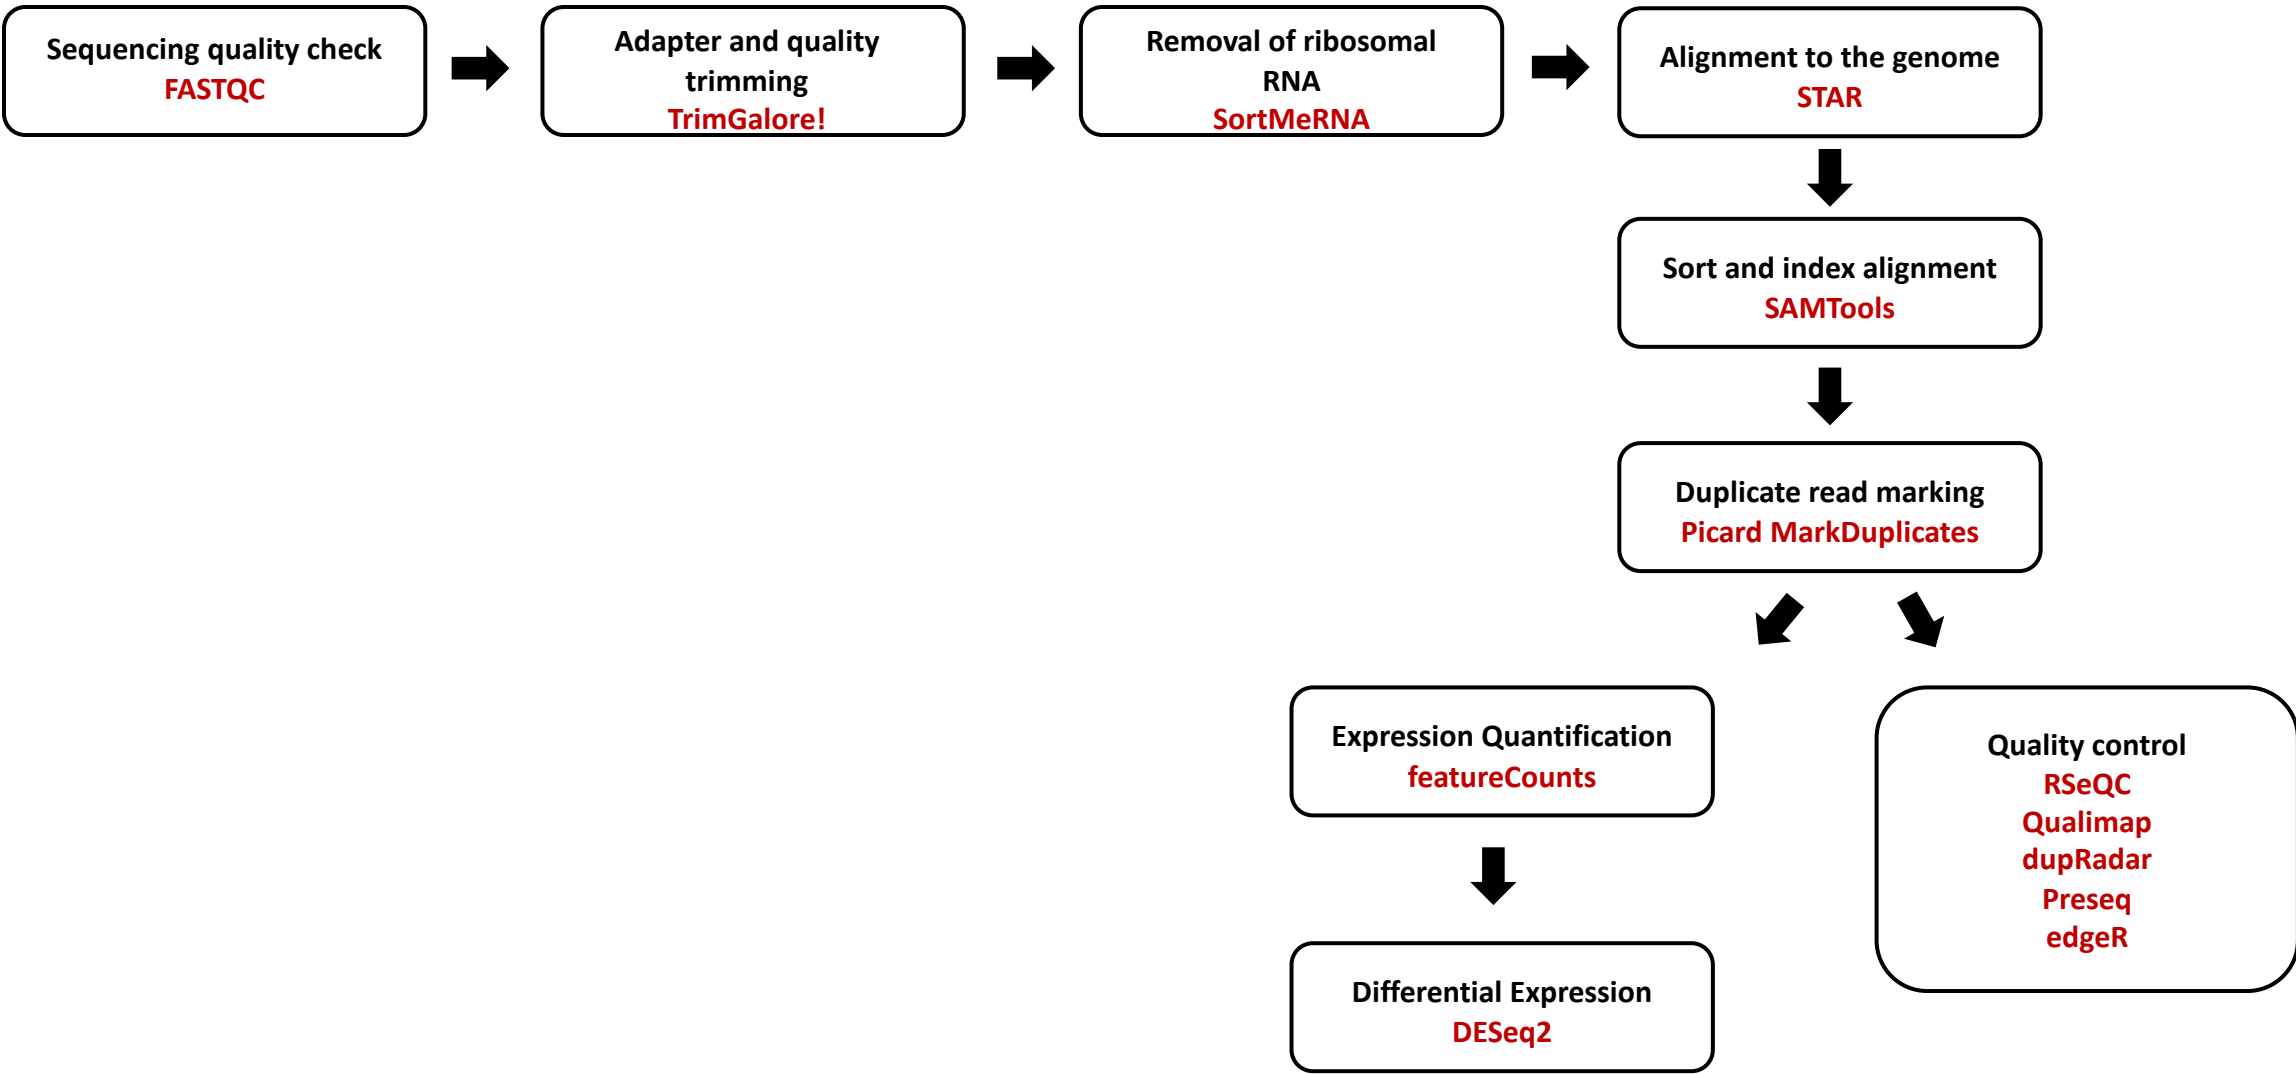 Sequencing quality check
FASTQC
Adapter and quality
trimming
TrimGalore!
Removal of ribosomal
RNA
SortMeRNA
Alignment to the genome
STAR
Sort and index alignment
SAMTools
Duplicate read marking
Picard MarkDuplicates
Expression Quantification
featureCounts
Quality control
RSeQC
Qualimap
dupRadar
Preseq
edgeR
Differential Expression
DESeq2